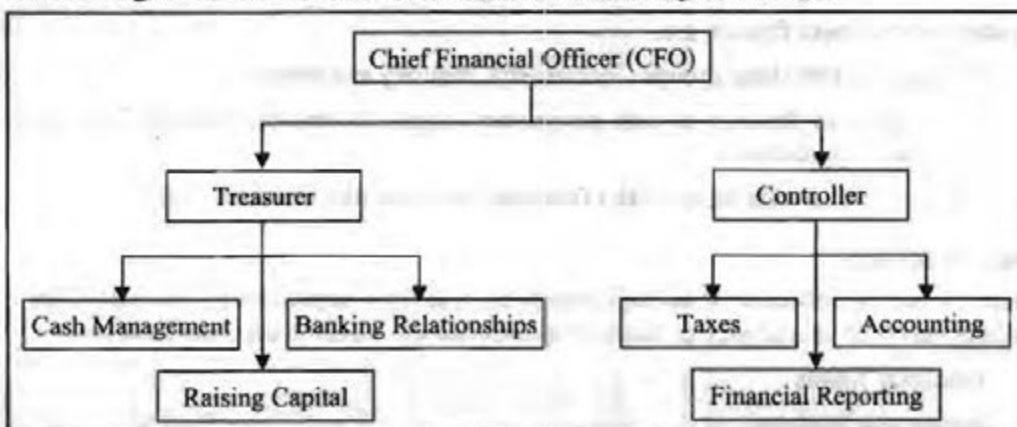 Chief Financial Officer (CFO)
Treasurer
Controller
Cash Management
Banking Relationships
Taxes
Accounting
Raising Capital
Financial Reporting